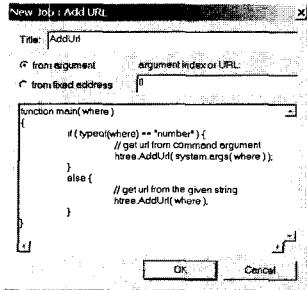 New Job : Add URL
Title: AddUrl
from argument argument index or URL:
from fixed address 0
function main( where )
{
if ( typeof(where) == "number" ) {
// get url from command argument
htree.AddUrl( system.args( where ) );
}
else {
// get url from the given string
htree.AddUrl( where ),
}
}
OK Cancel